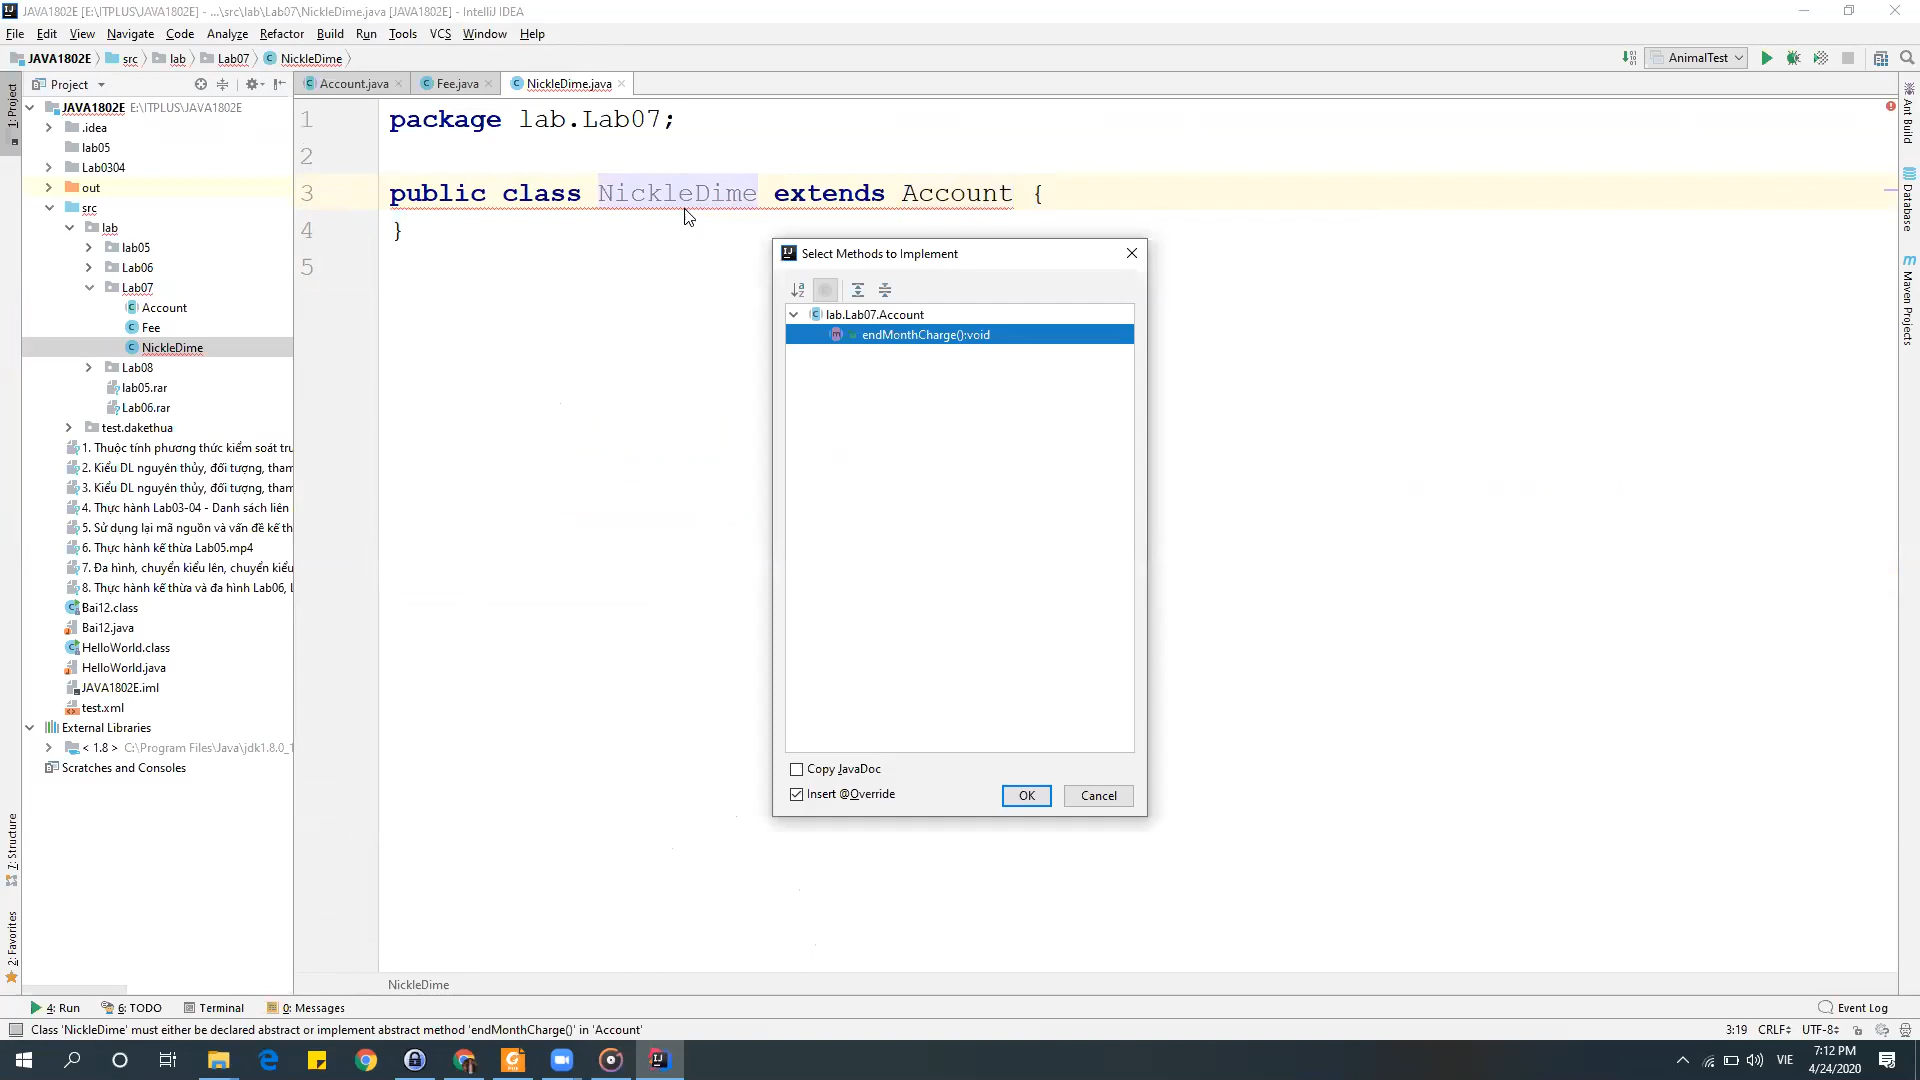 JAVA1802E [E:\ITPLUS\JAVA1802E] - ...\src\lab\Lab07\NickleDime.java [JAVA1802E] - IntelliJ IDEA
File Edit View Navigate Code Analyze Refactor Build Run Tools VCS Window Help
JAVA1802E src lab Lab07 NickleDime
AnimalTest
Project
Account.java Fee.java NickleDime.java
1: Project
JAVA1802E E:\ITPLUS\JAVA1802E
.idea
lab05
Lab0304
out
src
lab
lab05
Lab06
Lab07
Account
Fee
NickleDime
Lab08
lab05.rar
Lab06.rar
test.dakethua
1. Thuộc tính phương thức kiểm soát tru
2. Kiểu DL nguyên thủy, đối tượng, tham
3. Kiểu DL nguyên thủy, đối tượng, tham
4. Thực hành Lab03-04 - Danh sách liên
5. Sử dụng lại mã nguồn và vấn đề kế th
6. Thực hành kế thừa Lab05.mp4
7. Đa hình, chuyển kiểu lên, chuyển kiểu
8. Thực hành kế thừa và đa hình Lab06, L
Bai12.class
Bai12.java
HelloWorld.class
HelloWorld.java
JAVA1802E.iml
test.xml
External Libraries
< 1.8 > C:\Program Files\Java\jdk1.8.0_1
Scratches and Consoles
7: Structure
2: Favorites
1 package lab.Lab07;
2
3 public class NickleDime extends Account {
4 }
5
Select Methods to Implement
lab.Lab07.Account
endMonthCharge():void
Copy JavaDoc
Insert @Override
OK Cancel
NickleDime
Ant Build
Database
Maven Projects
4: Run 6: TODO Terminal 0: Messages Event Log
Class 'NickleDime' must either be declared abstract or implement abstract method 'endMonthCharge()' in 'Account' 3:19 CRLF UTF-8
VIE
7:12 PM
4/24/2020